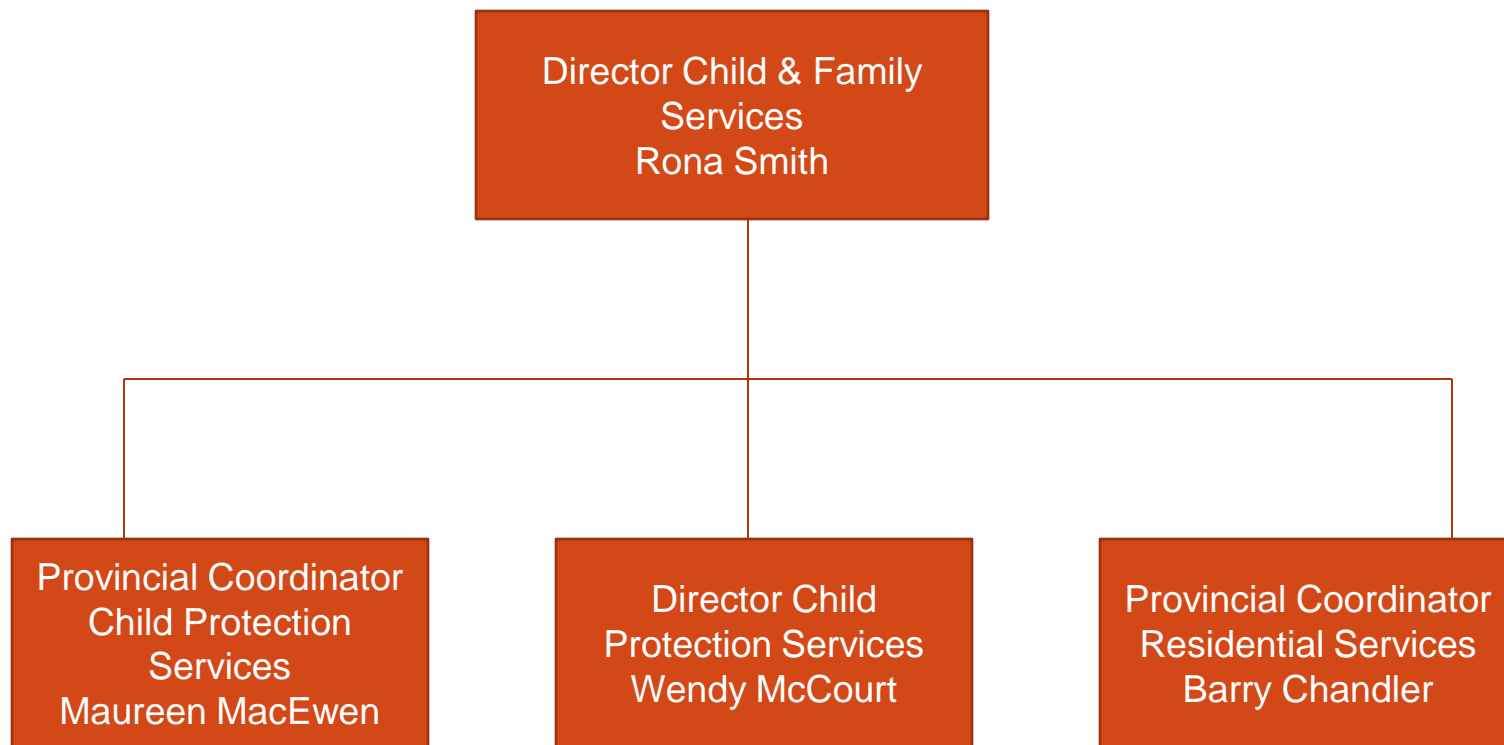 Director Child & Family
Services
Rona Smith
Provincial Coordinator
Child Protection
Services
Maureen MacEwen
Director Child
Protection Services
Wendy McCourt
Provincial Coordinator
Residential Services
Barry Chandler